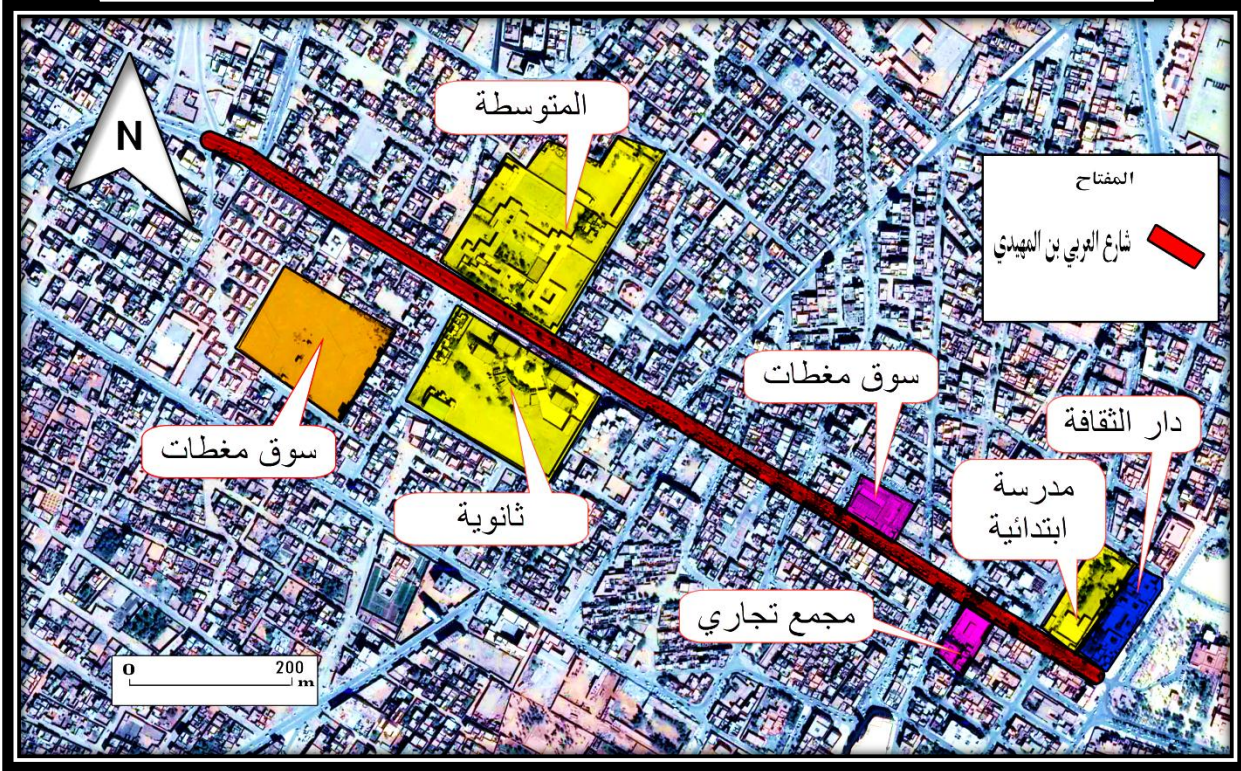 المتوسطة
N
المفتاح
شارع العربي بن المهيدي
سوق مغطات
دار الثقافة
سوق مغطات
مدرسة
ابتدائية
ثانوية
مجمع تجاري
0 200
m